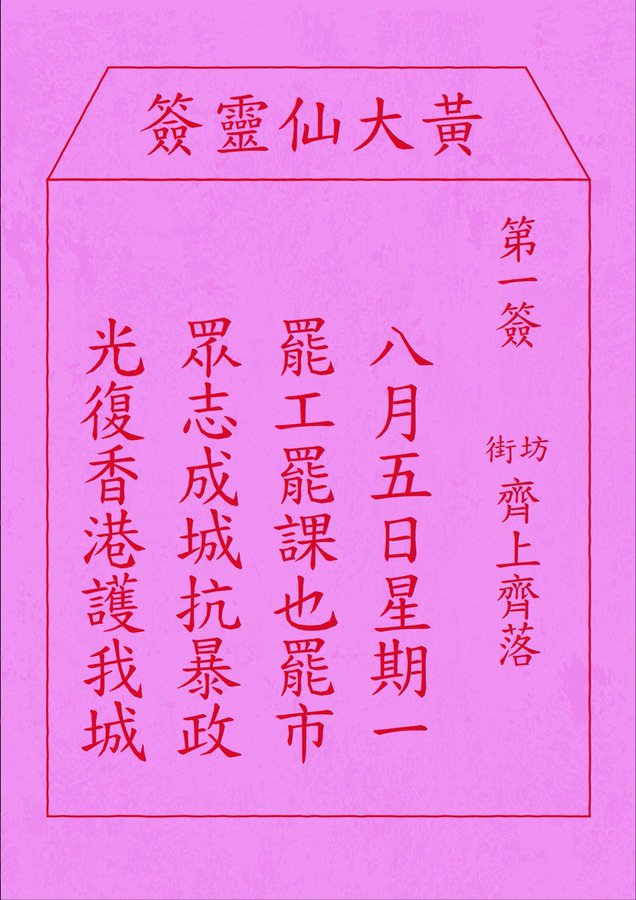 黃大仙靈簽
第一簽
街坊齊上齊落
八月五日星期一
罷工罷課也罷市
眾志成城抗暴政
光復香港護我城